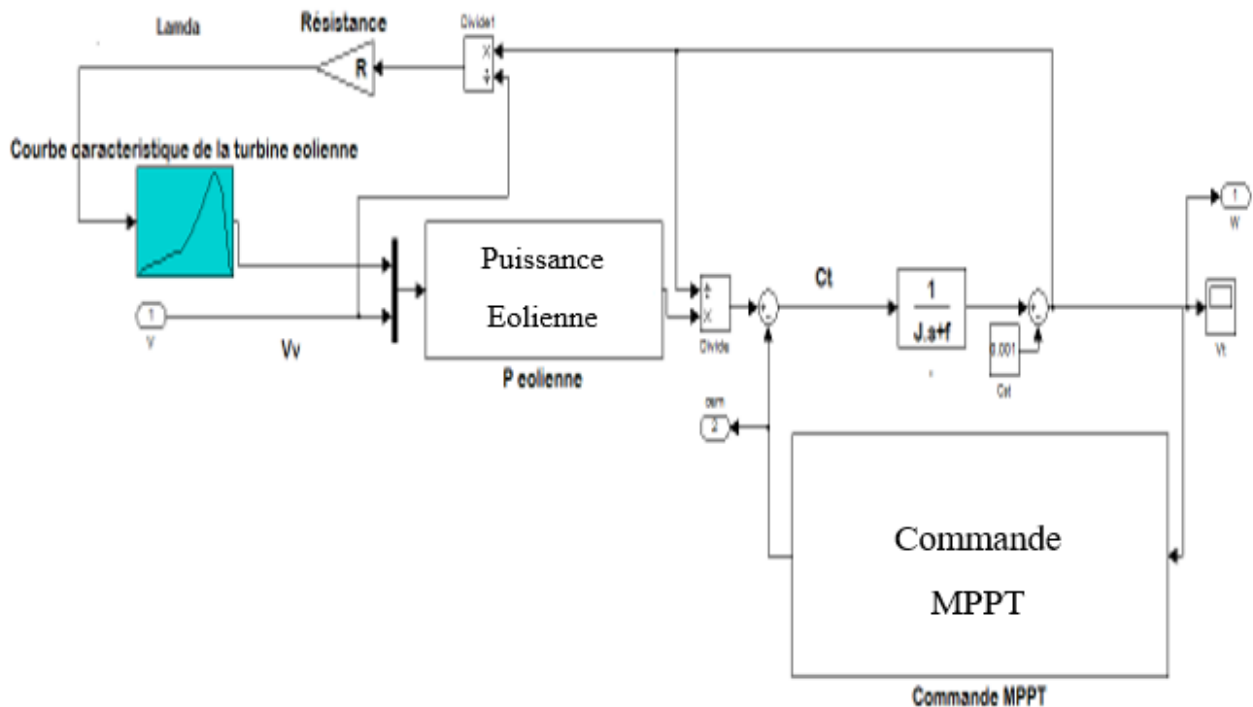 Lamda
Résistance
Divide1
R
X
÷
Courbe caracteristique de la turbine eolienne
1
V
Vv
Puissance
Eolienne
P eolienne
÷
X
Divide
Ct
1
J.s+f
0.001
Cst
1
W
Vt
cem
2
Commande
MPPT
Commande MPPT